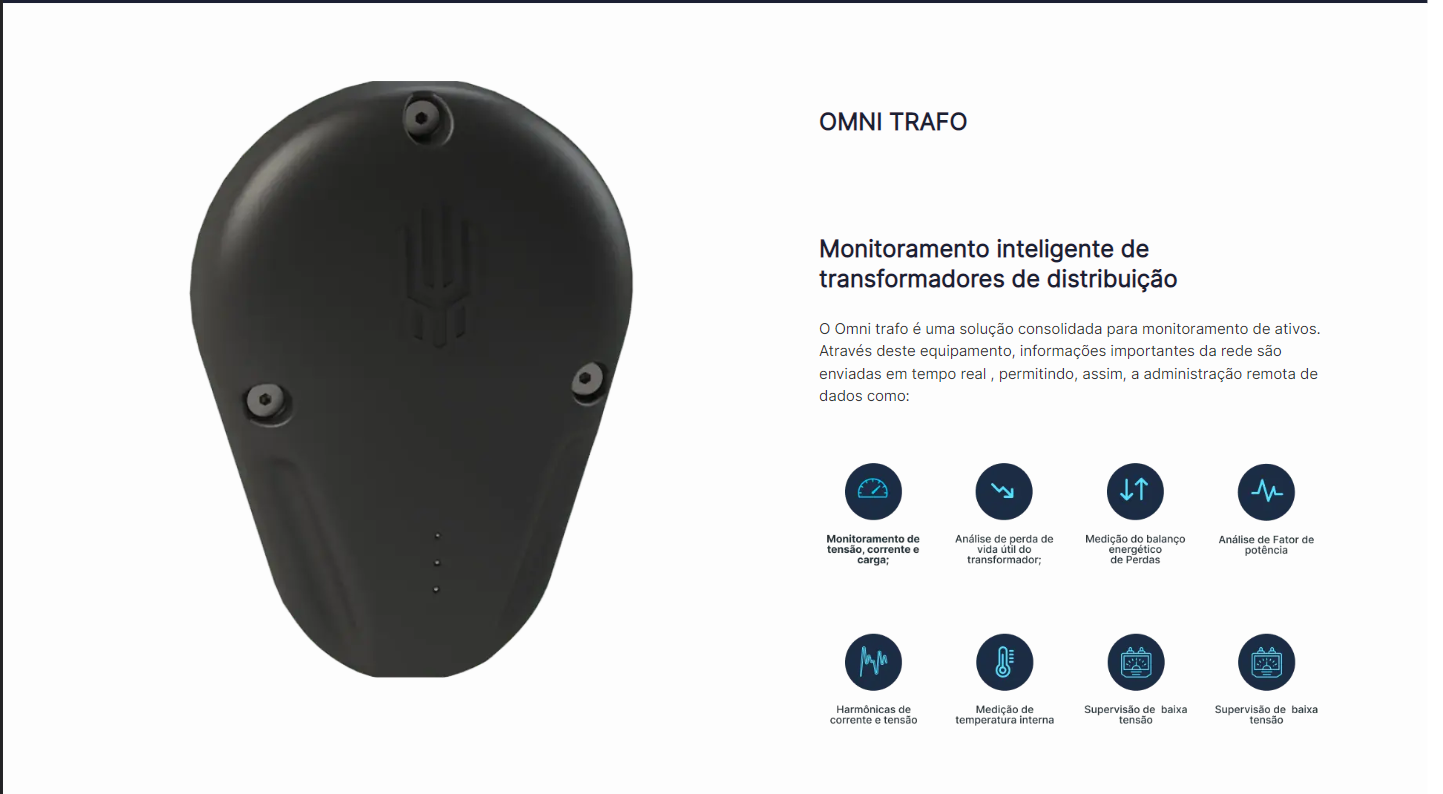 OMNI TRAFO
Monitoramento inteligente de
transformadores de distribuição
O Omni trafo é uma solução consolidada para monitoramento de ativos.
Através deste equipamento, informações importantes da rede são
enviadas em tempo real , permitindo, assim, a administração remota de
dados como:
Monitoramento de
tensão, corrente e
carga;
Análise de perda de
vida útil do
transformador;
Medição do balanço
energético
de Perdas
Análise de Fator de
potência
Harmônicas de
corrente e tensão
Medição de
temperatura interna
Supervisão de  baixa
tensão
Supervisão de  baixa
tensão